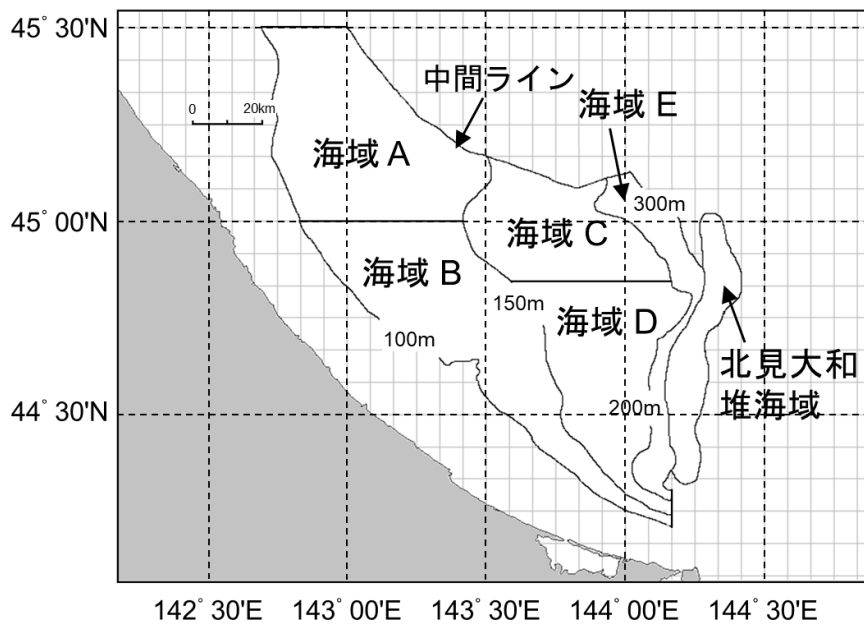 45° 30'N
中間ライン
海域 E
0 20km
海域 A
300m
45° 00'N
海域 C
海域 B
150m
海域 D
100m
北見大和
堆海域
200m
44° 30'N
142° 30'E 143° 00'E 143° 30'E 144° 00'E 144° 30'E